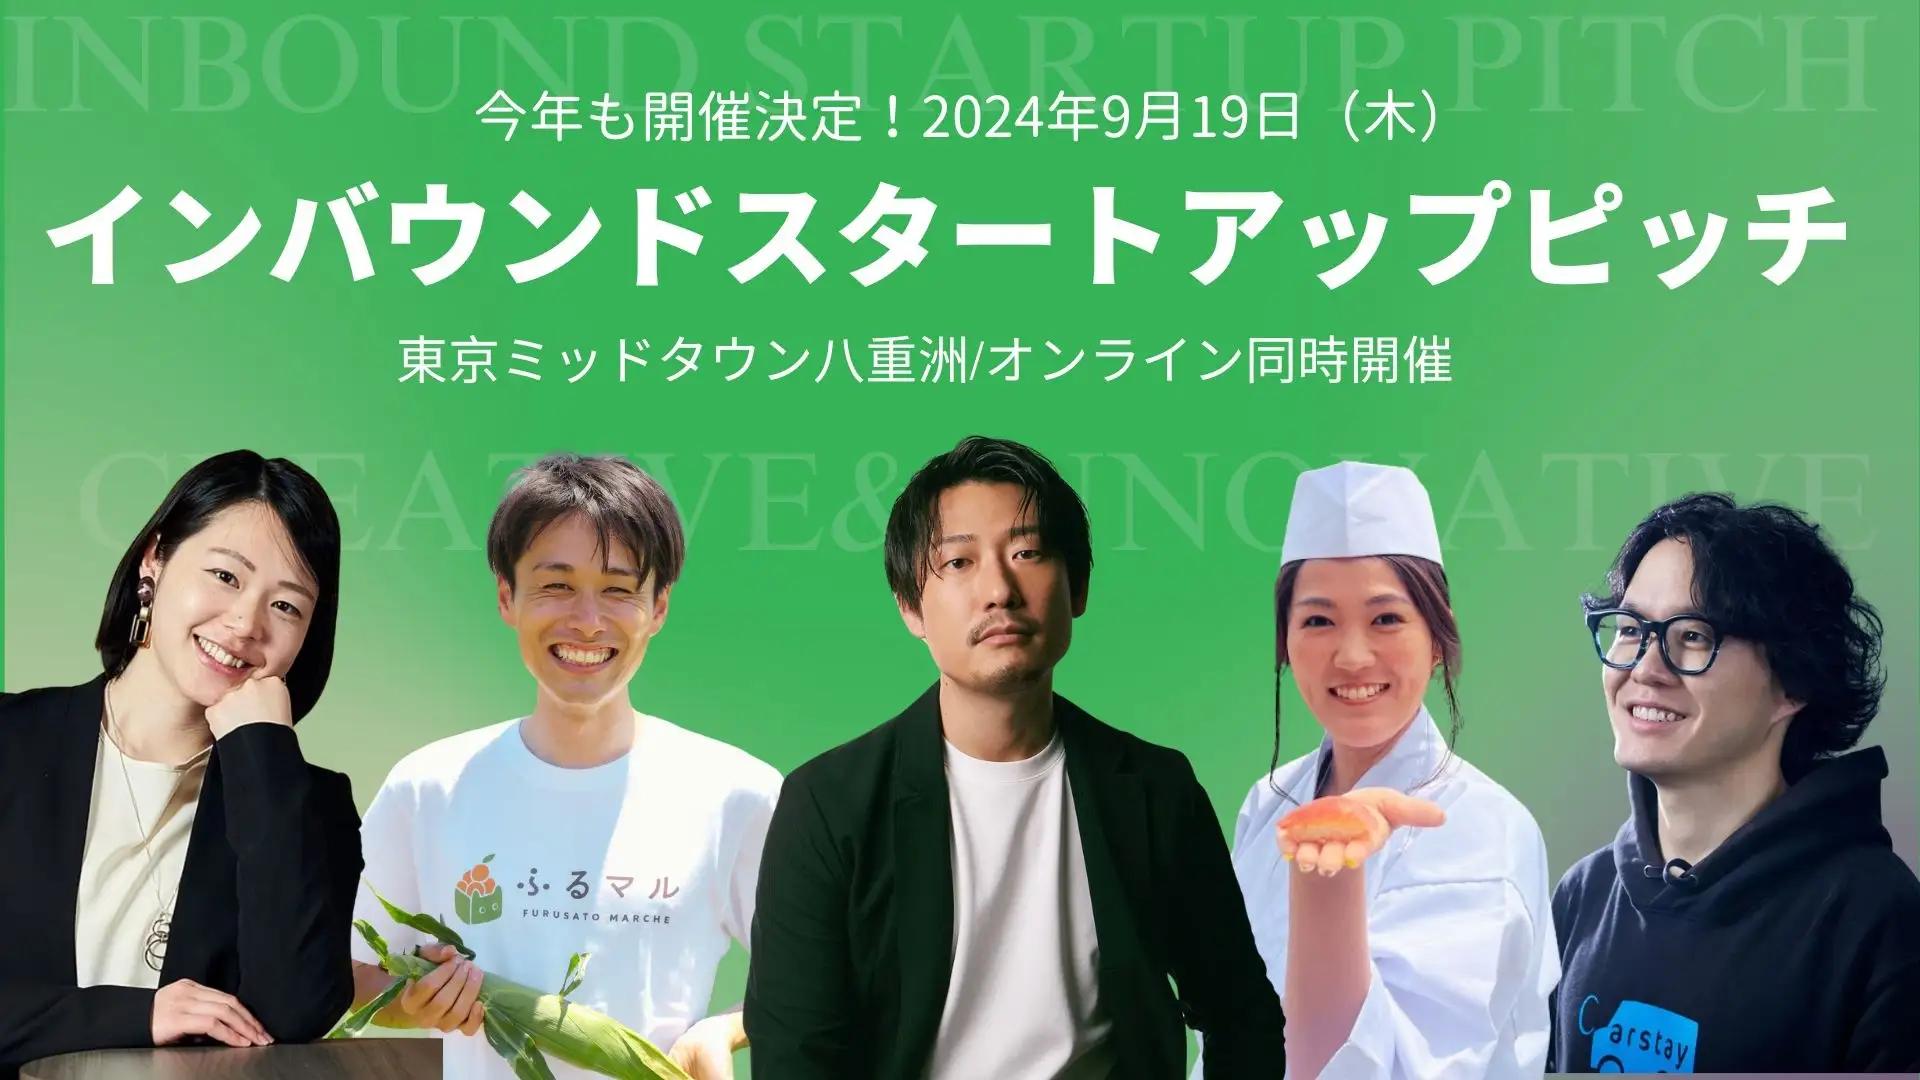 INBOUND STARTUP PITCH
今年も開催決定！2024年9月19日（木）
インバウンドスタートアップピッチ
東京ミッドタウン八重洲/オンライン同時開催
CREATIVE& INNOVATIVE
ふるマル
FURUSATO MARCHE
Carstay